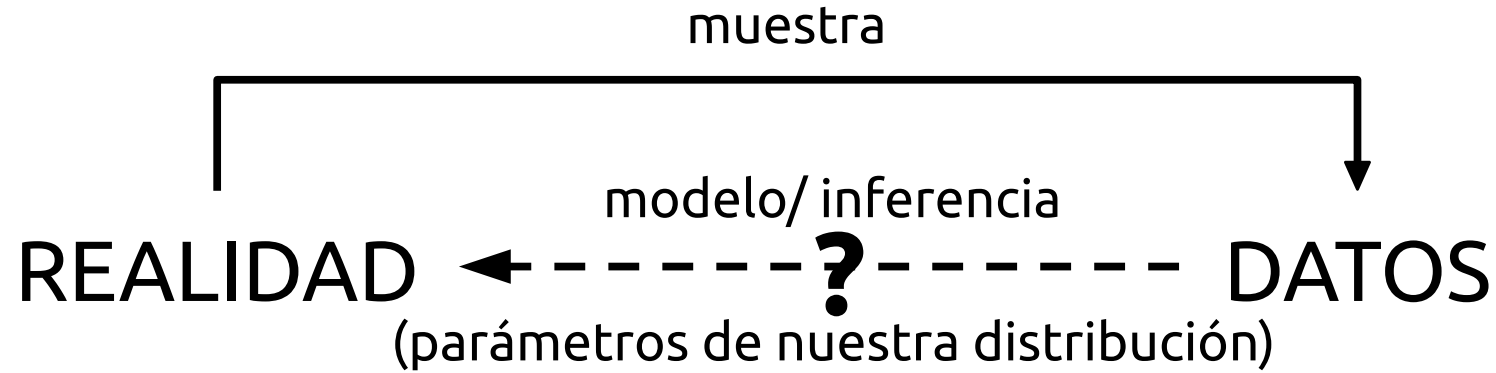 muestra
modelo/ inferencia
REALIDAD ? DATOS
(parámetros de nuestra distribución)